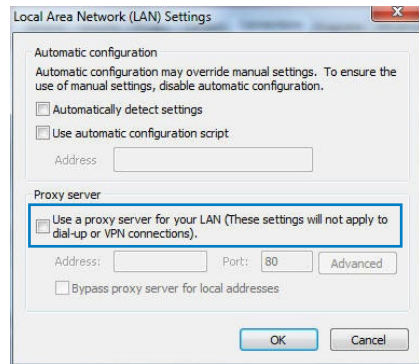 Local Area Network (LAN) Settings
Automatic configuration
Automatic configuration may override manual settings. To ensure the
use of manual settings, disable automatic configuration.
Automatically detect settings
Use automatic configuration script
Address
Proxy server
Use a proxy server for your LAN (These settings will not apply to
dial-up or VPN connections).
Address: Port: 80 Advanced
Bypass proxy server for local addresses
OK Cancel